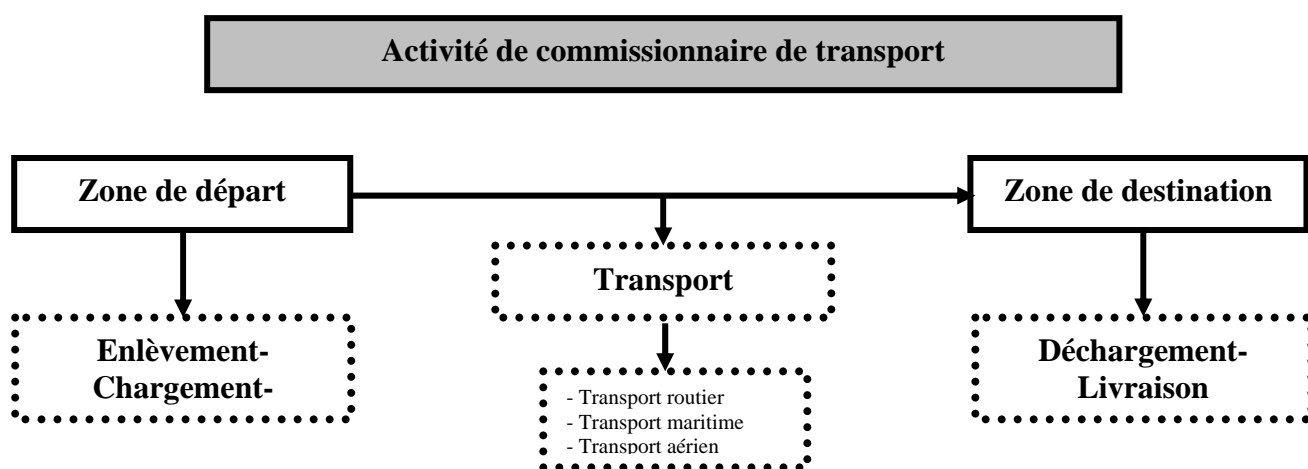 Activité de commissionnaire de transport
Zone de départ
Zone de destination
Transport
Enlèvement-
Chargement-
Déchargement-
Livraison
- Transport routier
- Transport maritime
- Transport aérien